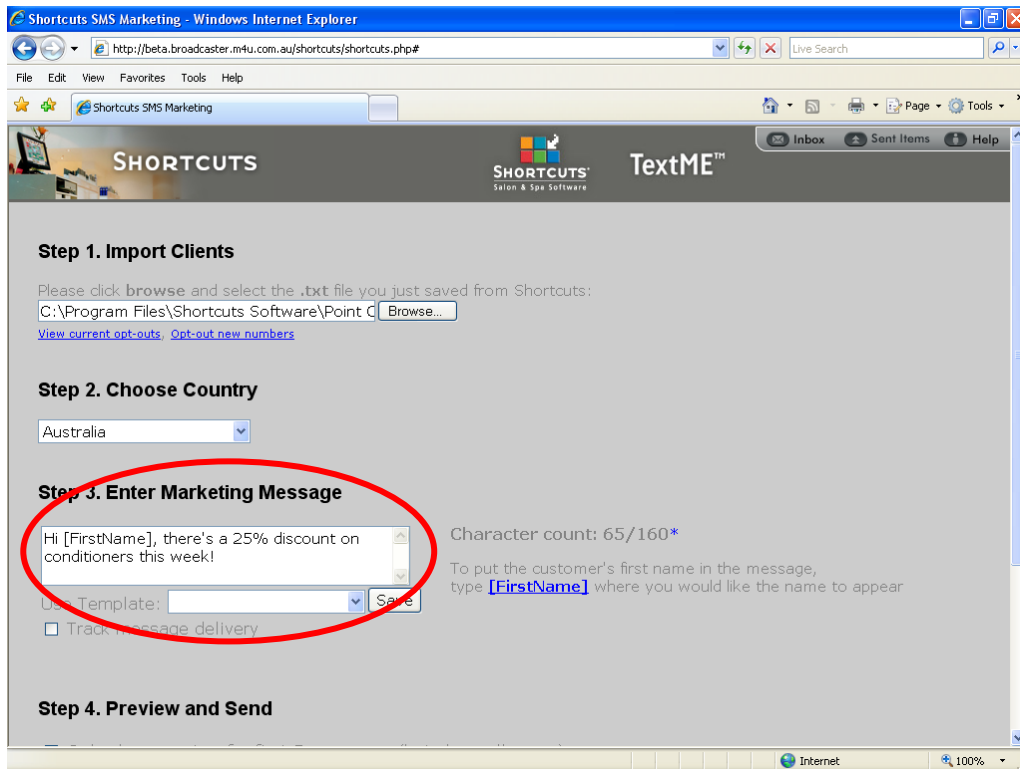 Shortcuts SMS Marketing - Windows Internet Explorer
http://beta.broadcaster.m4u.com.au/shortcuts/shortcuts.php#
Live Search
File Edit View Favorites Tools Help
Shortcuts SMS Marketing
Page Tools
SHORTCUTS
SHORTCUTS
Salon & Spa Software
TextME™
Inbox Sent Items Help
Step 1. Import Clients
Please click browse and select the .txt file you just saved from Shortcuts:
C:\Program Files\Shortcuts Software\Point Browse...
View current opt-outs, Opt-out new numbers
Step 2. Choose Country
Australia
Step 3. Enter Marketing Message
Hi [FirstName], there's a 25% discount on
conditioners this week!
Character count: 65/160*
To put the customer's first name in the message,
type [FirstName] where you would like the name to appear
Use Template: Save
Track message delivery
Step 4. Preview and Send
Internet 100%